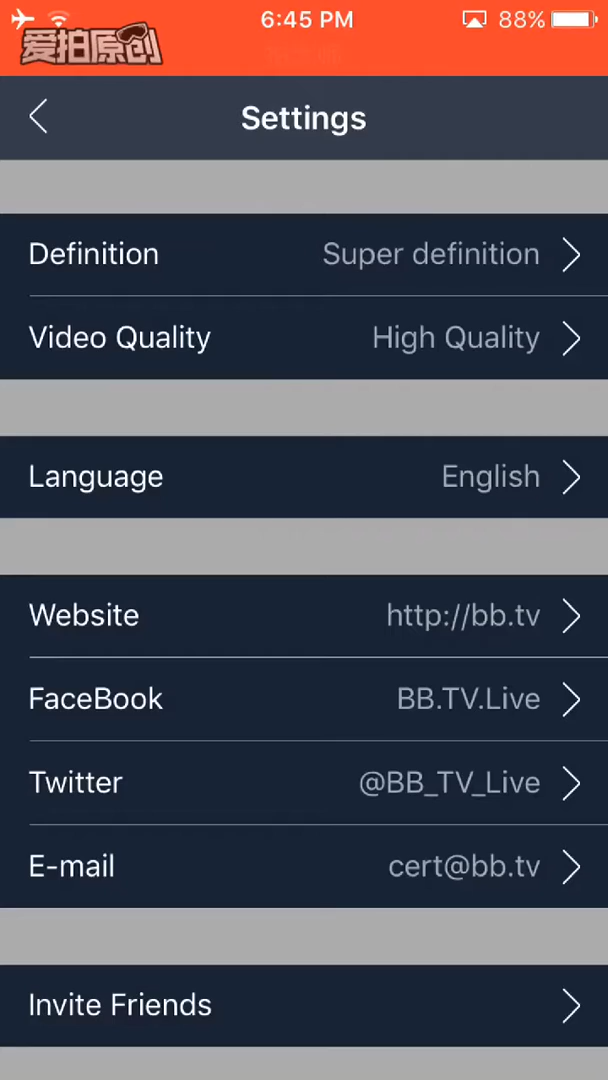 6:45 PM
88%
爱拍原创
Settings
Definition Super definition
Video Quality High Quality
Language English
Website http://bb.tv
FaceBook BB.TV.Live
Twitter @BB_TV_Live
E-mail cert@bb.tv
Invite Friends